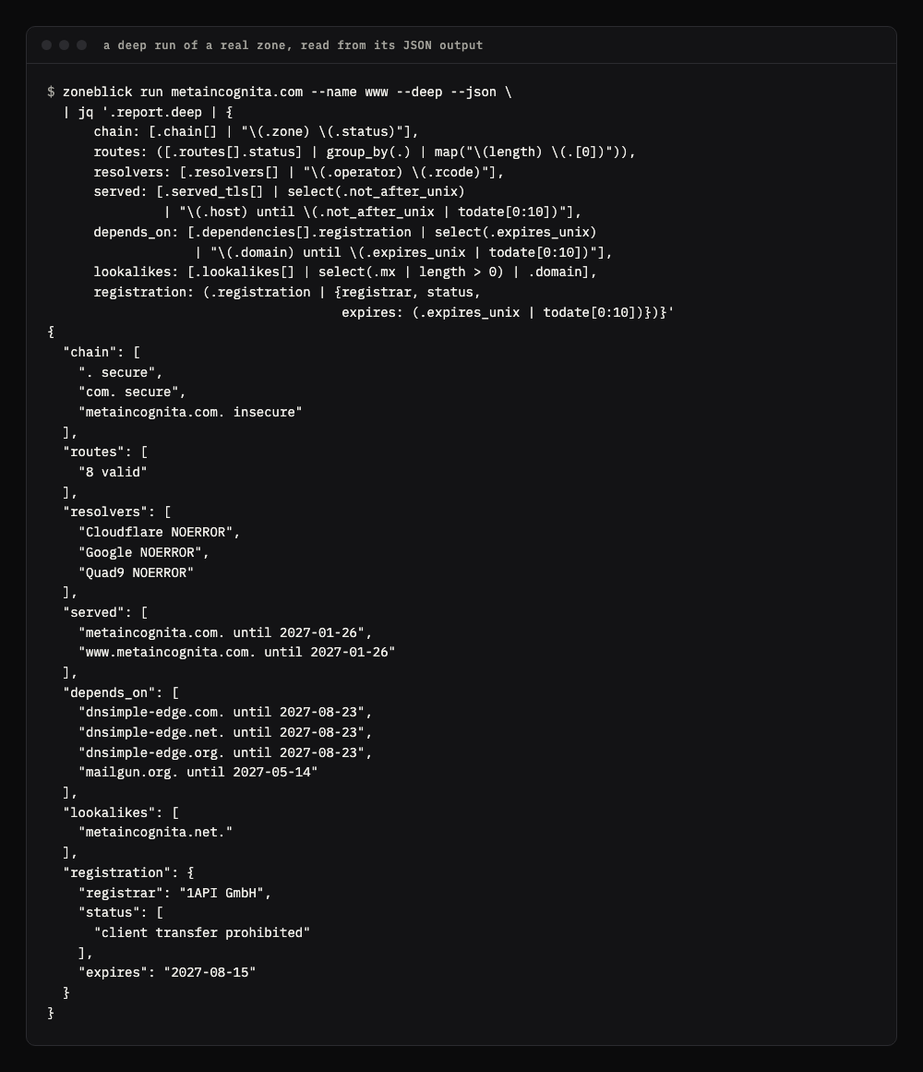 a deep run of a real zone, read from its JSON output
$ zoneblick run metaincognita.com --name www --deep --json \
  | jq '.report.deep | {
      chain: [.chain[] | "\(.zone) \(.status)"],
      routes: ([.routes[].status] | group_by(.) | map("\(length) \(.[0])")),
      resolvers: [.resolvers[] | "\(.operator) \(.rcode)"],
      served: [.served_tls[] | select(.not_after_unix)
               | "\(.host) until \(.not_after_unix | todate[0:10])"],
      depends_on: [.dependencies[].registration | select(.expires_unix)
                   | "\(.domain) until \(.expires_unix | todate[0:10])"],
      lookalikes: [.lookalikes[] | select(.mx | length > 0) | .domain],
      registration: (.registration | {registrar, status,
                                      expires: (.expires_unix | todate[0:10])})}'
{
  "chain": [
    ". secure",
    "com. secure",
    "metaincognita.com. insecure"
  ],
  "routes": [
    "8 valid"
  ],
  "resolvers": [
    "Cloudflare NOERROR",
    "Google NOERROR",
    "Quad9 NOERROR"
  ],
  "served": [
    "metaincognita.com. until 2027-01-26",
    "www.metaincognita.com. until 2027-01-26"
  ],
  "depends_on": [
    "dnsimple-edge.com. until 2027-08-23",
    "dnsimple-edge.net. until 2027-08-23",
    "dnsimple-edge.org. until 2027-08-23",
    "mailgun.org. until 2027-05-14"
  ],
  "lookalikes": [
    "metaincognita.net."
  ],
  "registration": {
    "registrar": "1API GmbH",
    "status": [
      "client transfer prohibited"
    ],
    "expires": "2027-08-15"
  }
}